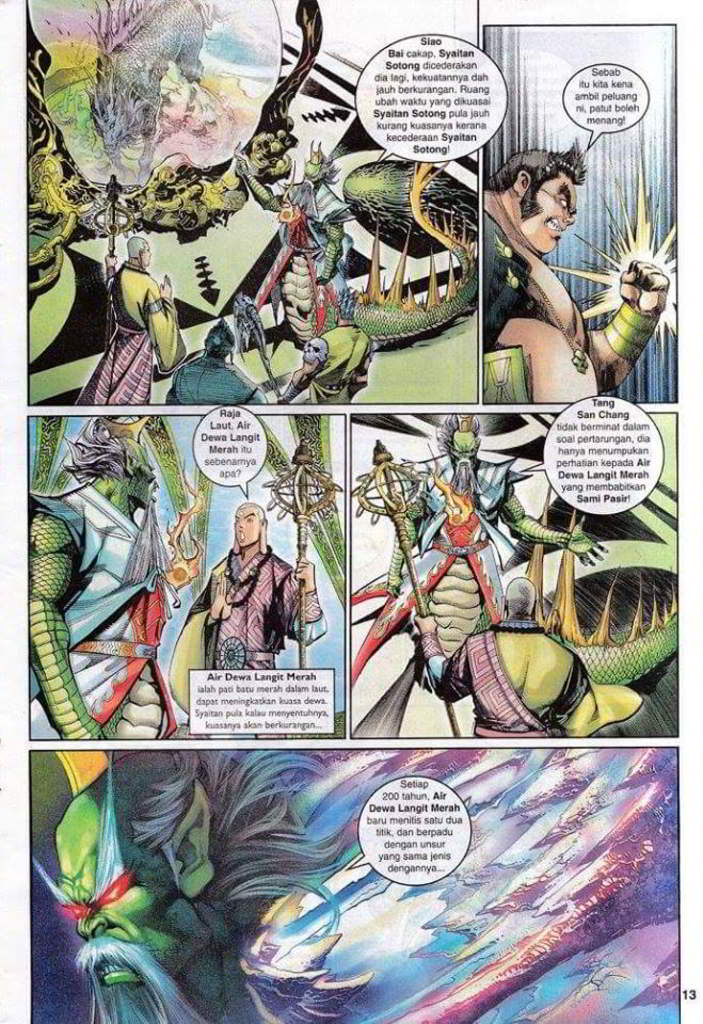 Siao
Bai cakap, Syaitan
Sotong dicederakan
dia lagi, kekuatannya dah
jauh berkurangan. Ruang
ubah waktu yang dikuasai
Syaitan Sotong pula jauh
kurang kuasanya kerana
kecederaan Syaitan
Sotong!
Sebab
itu kita kena
ambil peluang
ni, patut boleh
menang!
Raja
Laut, Air
Dewa Langit
Merah itu
sebenarnya
apa?
Air Dewa Langit Merah
ialah pati batu merah dalam laut,
dapat meningkatkan kuasa dewa.
Syaitan pula kalau menyentuhnya,
kuasanya akan berkurangan...
Tang
San Chang
tidak berminat dalam
soal pertarungan, dia
hanya menumpukan
perhatian kepada Air
Dewa Langit Merah
yang membabitkan
Sami Pasir!
Setiap
200 tahun, Air
Dewa Langit Merah
baru menitis satu dua
titik, dan berpadu
dengan unsur
yang sama jenis
dengannya...
13